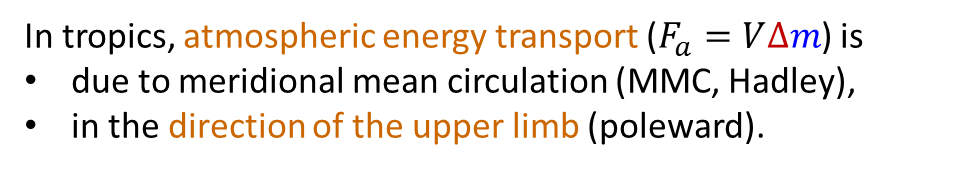 In tropics, atmospheric energy transport (𝐹ₐ = 𝑉Δ𝑚) is
• due to meridional mean circulation (MMC, Hadley),
• in the direction of the upper limb (poleward).